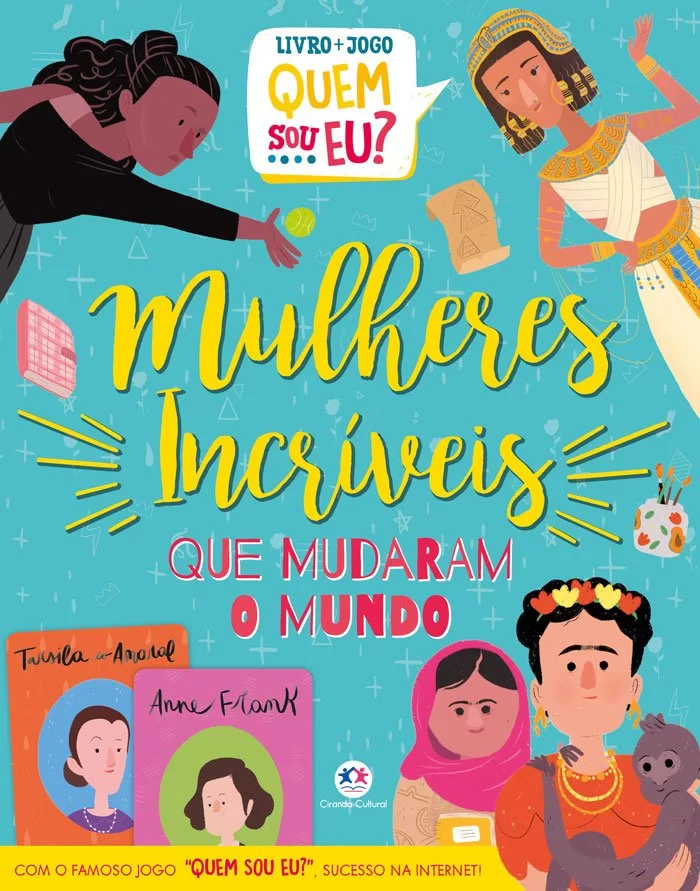 LIVRO + JOGO
QUEM
SOU EU?
Mulheres
Incríveis
QUE MUDARAM
O MUNDO
Tarsila do Amaral
Anne Frank
Ciranda Cultural
COM O FAMOSO JOGO "QUEM SOU EU?", SUCESSO NA INTERNET!